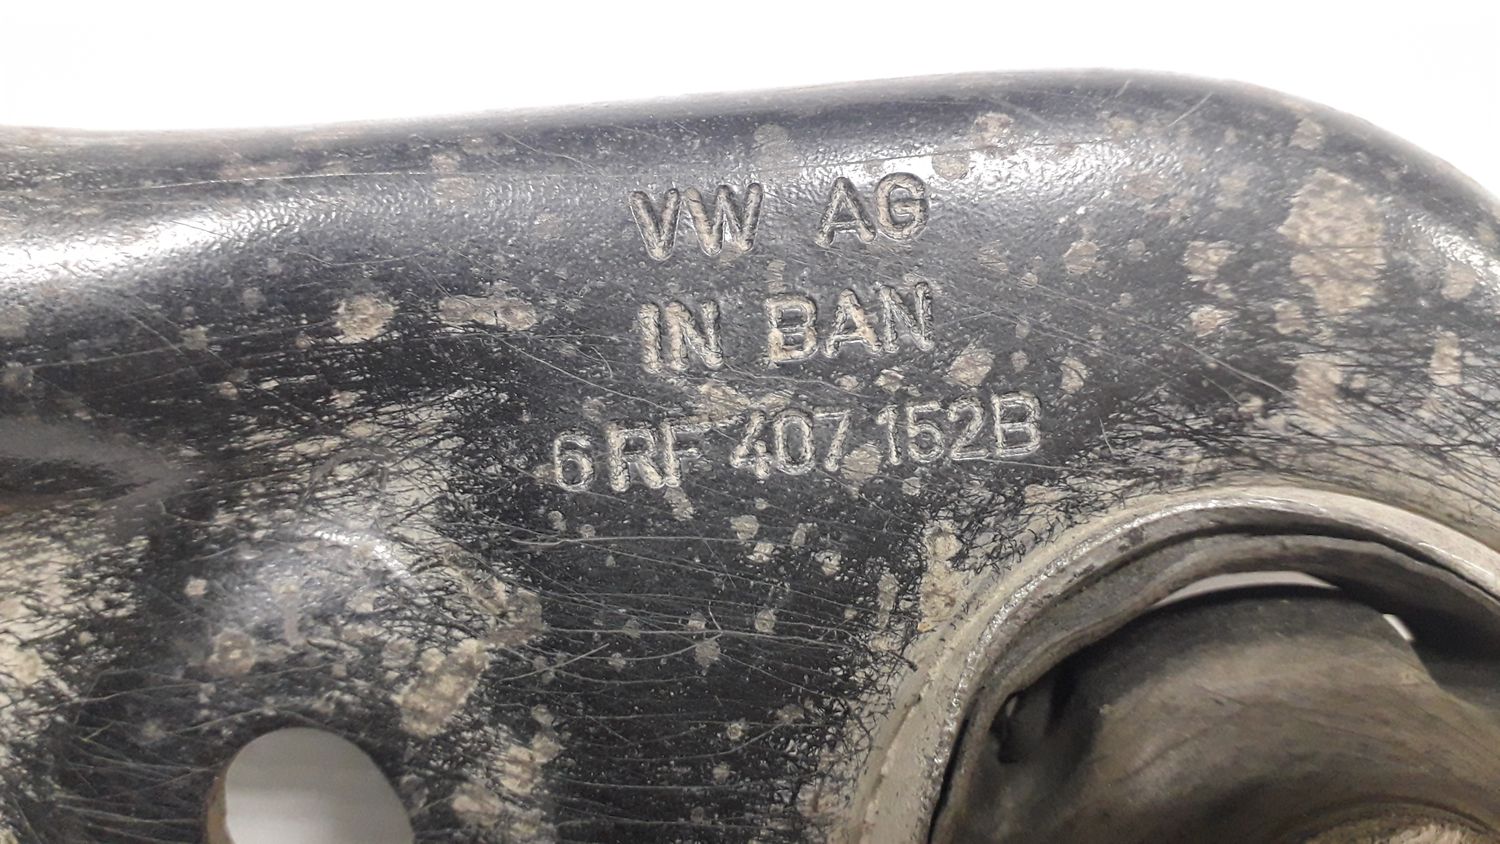 VW AG
IN BAN
6RF 407 152B